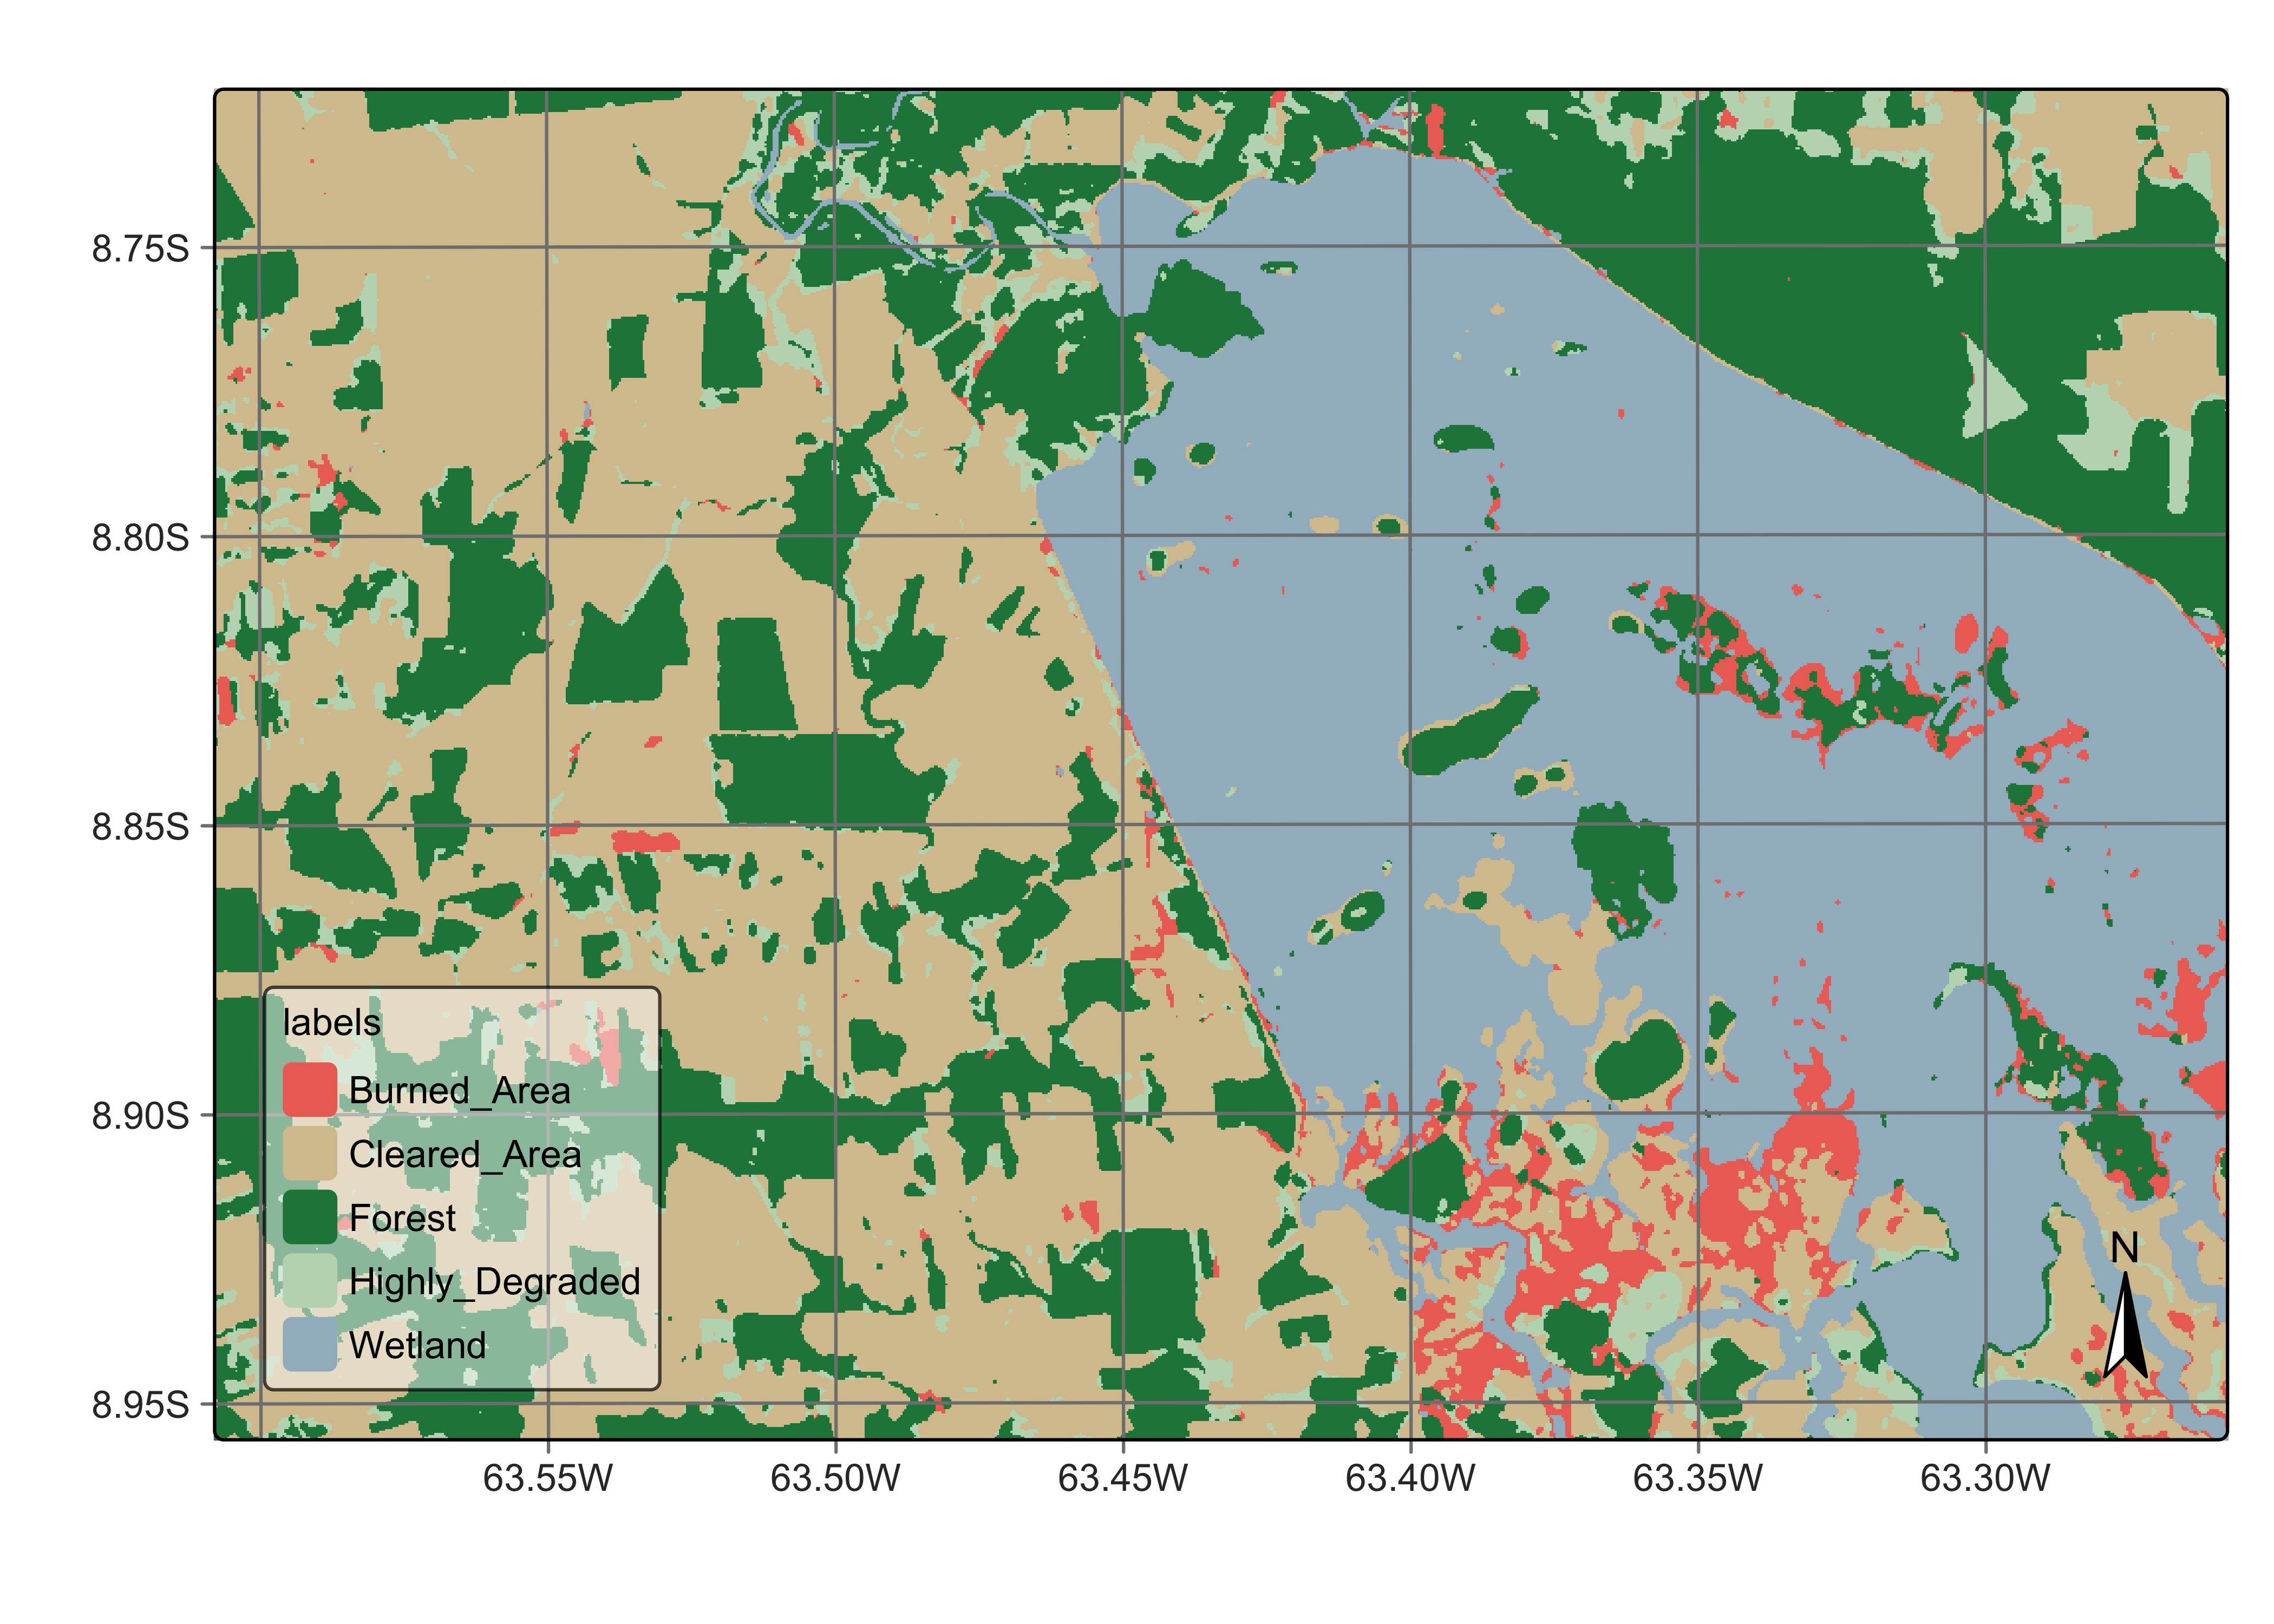 8.75S
8.80S
8.85S
8.90S
8.95S
labels
Burned_Area
Cleared_Area
Forest
Highly_Degraded
Wetland
N
63.55W 63.50W 63.45W 63.40W 63.35W 63.30W